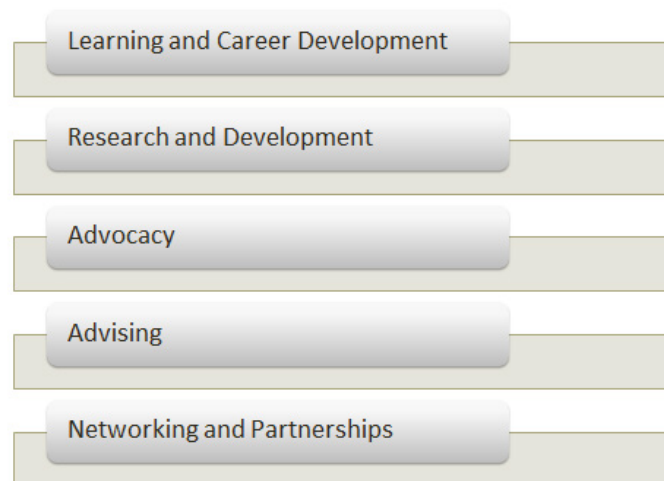 Learning and Career Development
Research and Development
Advocacy
Advising
Networking and Partnerships